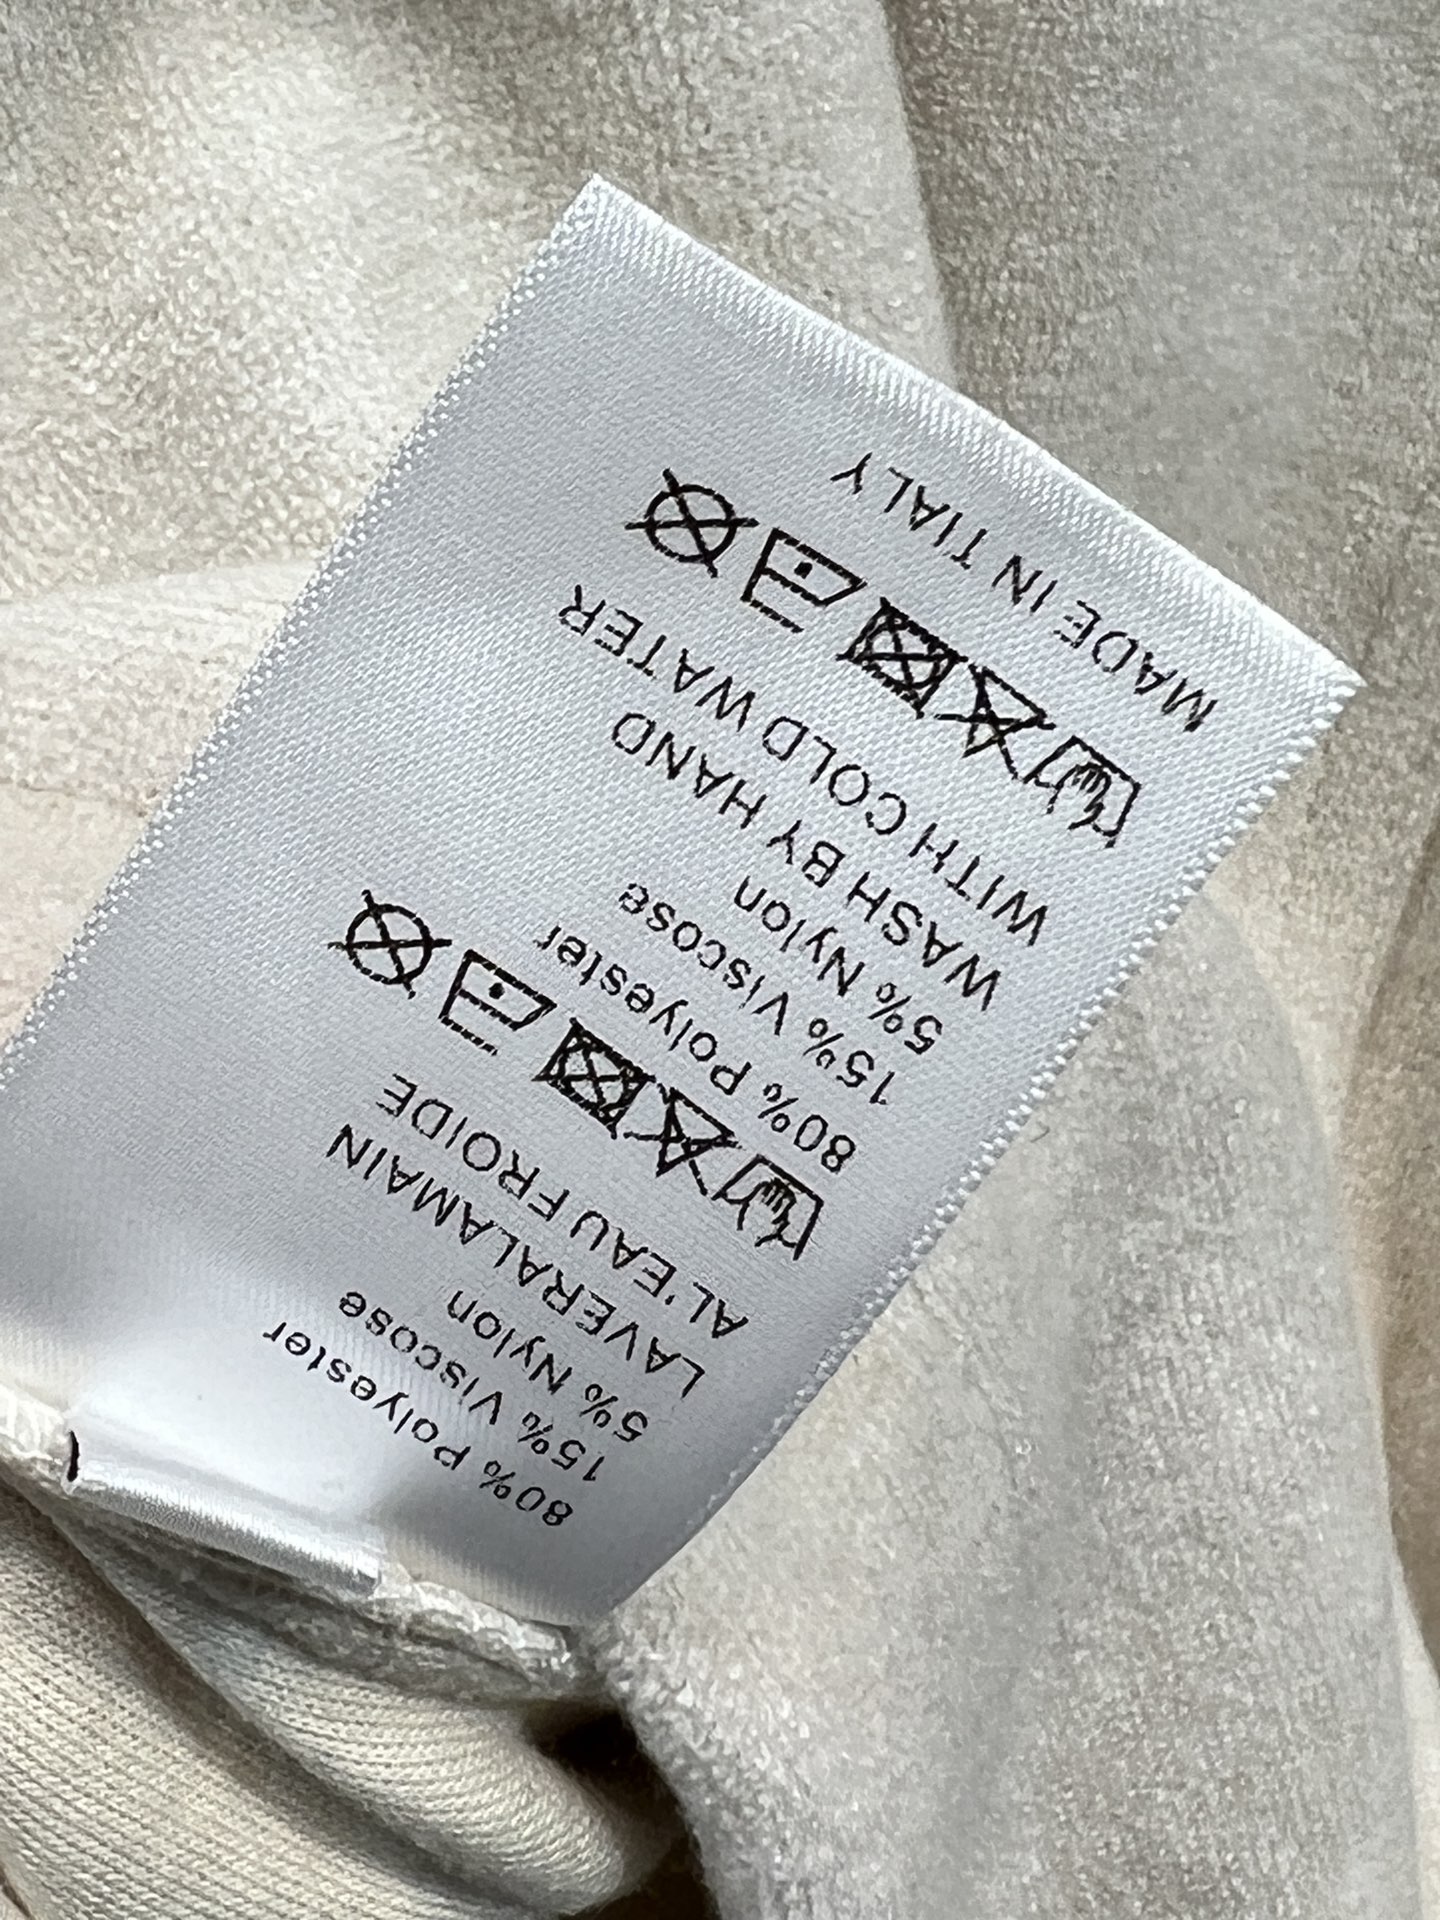 80% Polyester
15% Viscose
5% Nylon
LAVERALAMAIN
AL'EAU FROIDE
80% Polyester
15% Viscose
5% Nylon
WASH BY HAND
WITH COLD WATER
MADE IN TIALY